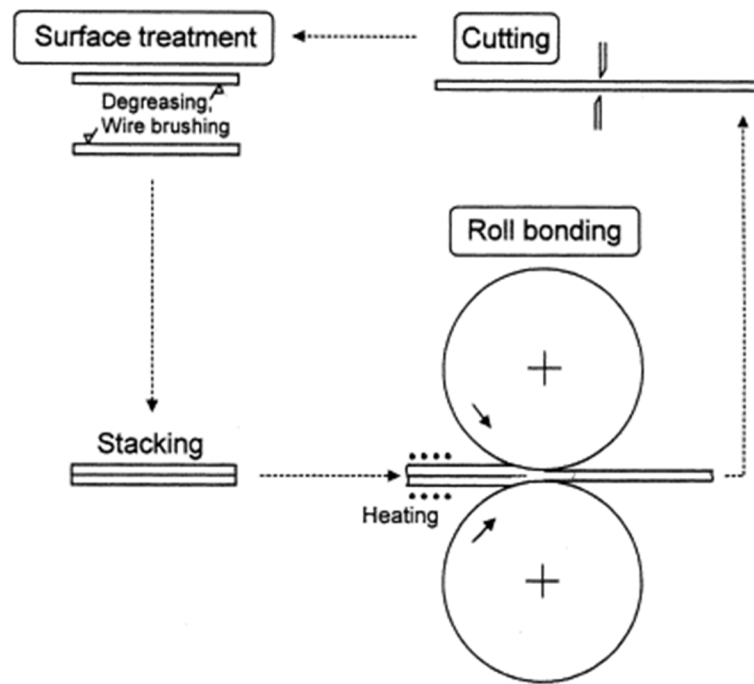 Surface treatment
Cutting
Degreasing,
Wire brushing
Roll bonding
Stacking
Heating